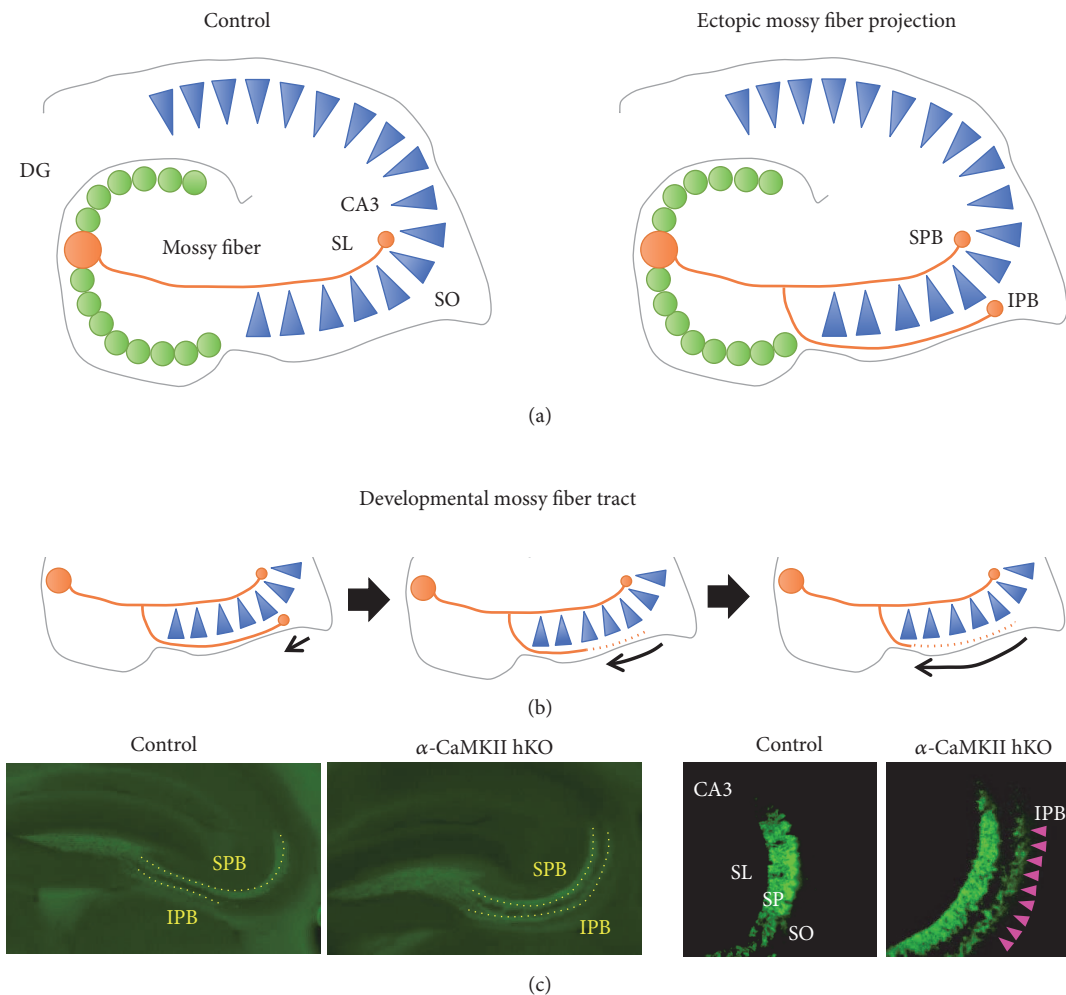 Control
Ectopic mossy fiber projection
DG
CA3
Mossy fiber
SL
SO
SPB
IPB
(a)
Developmental mossy fiber tract
(b)
Control
α-CaMKII hKO
Control
α-CaMKII hKO
SPB
IPB
SPB
IPB
CA3
SL
SP
SO
IPB
(c)